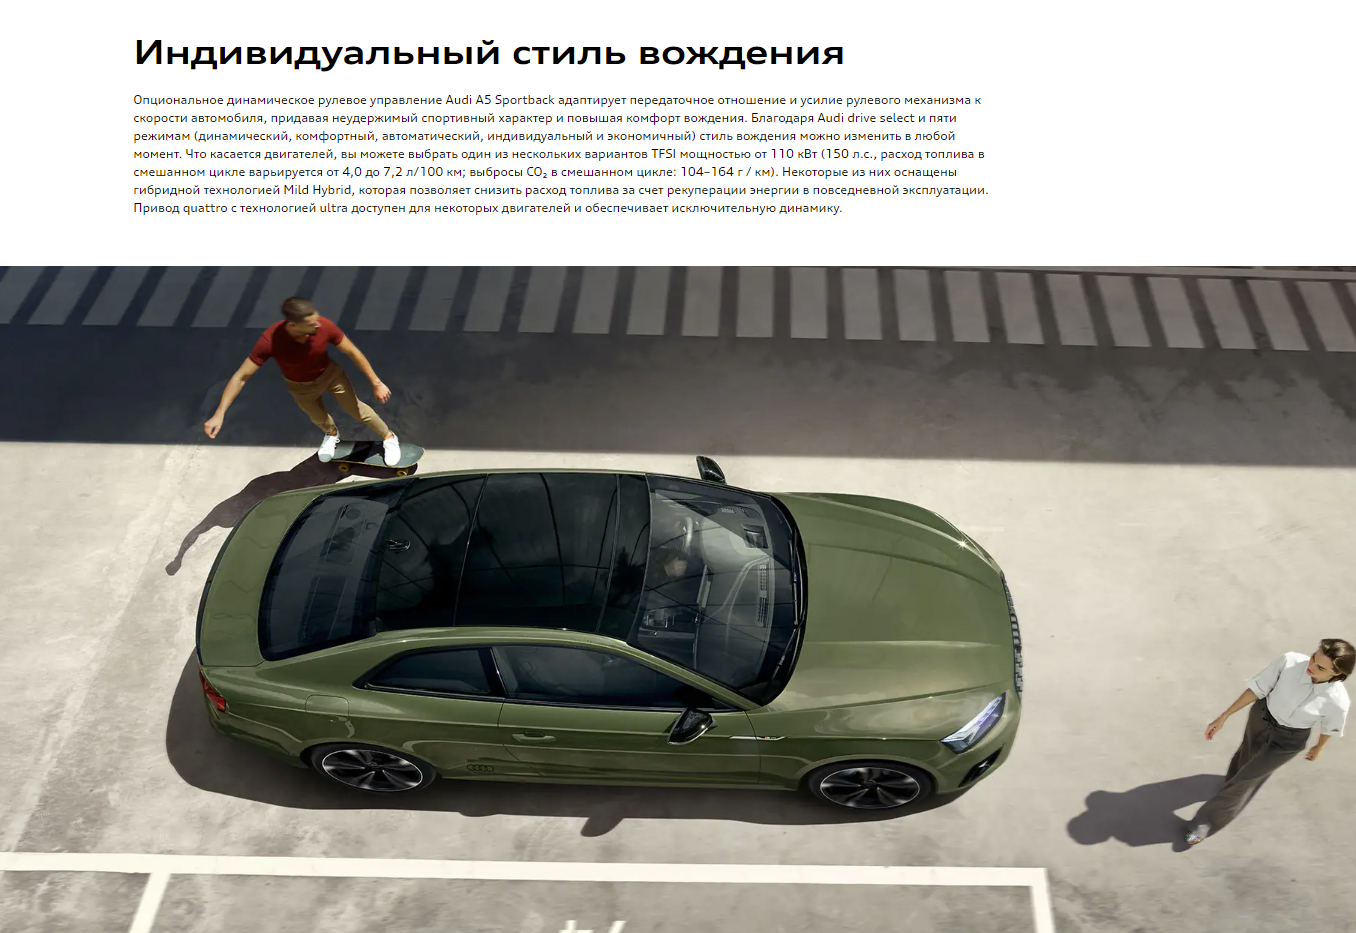 Индивидуальный стиль вождения
Опциональное динамическое рулевое управление Audi A5 Sportback адаптирует передаточное отношение и усилие рулевого механизма к
скорости автомобиля, придавая неудержимый спортивный характер и повышая комфорт вождения. Благодаря Audi drive select и пяти
режимам (динамический, комфортный, автоматический, индивидуальный и экономичный) стиль вождения можно изменить в любой
момент. Что касается двигателей, вы можете выбрать один из нескольких вариантов TFSI мощностью от 110 кВт (150 л.с., расход топлива в
смешанном цикле варьируется от 4,0 до 7,2 л/100 км; выбросы CO₂ в смешанном цикле: 104–164 г / км). Некоторые из них оснащены
гибридной технологией Mild Hybrid, которая позволяет снизить расход топлива за счет рекуперации энергии в повседневной эксплуатации.
Привод quattro с технологией ultra доступен для некоторых двигателей и обеспечивает исключительную динамику.